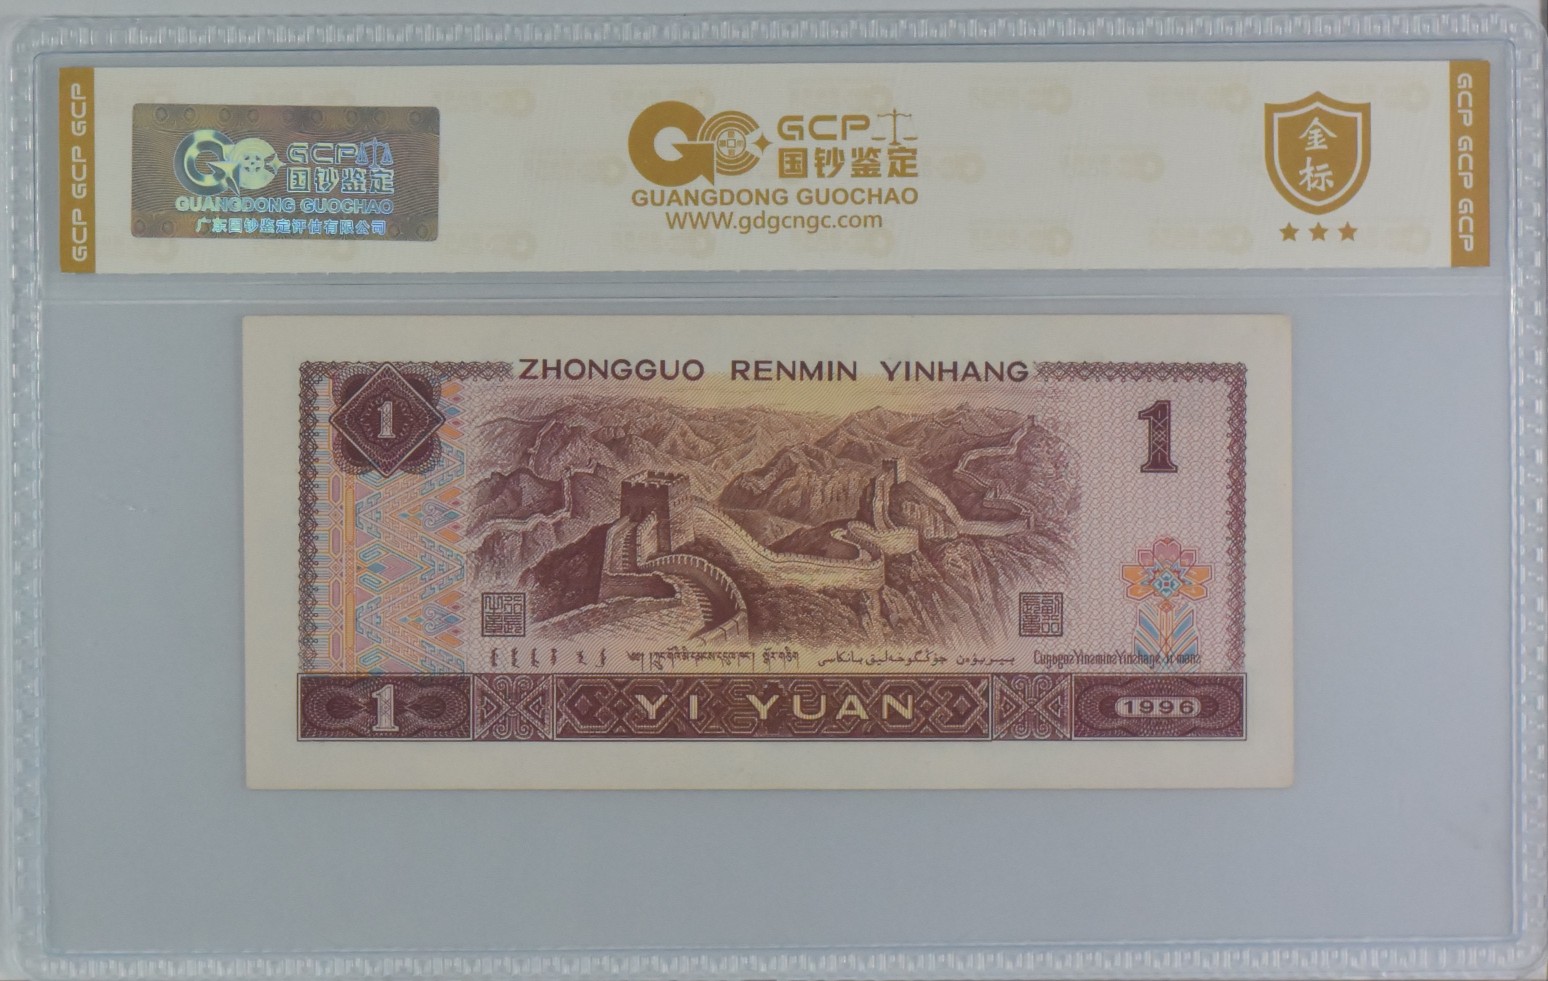 GCP GCP GCP
GCP 国钞鉴定
GUANGDONG GUOCHAO
广东国钞鉴定评估有限公司
GCP
国钞鉴定
GUANGDONG GUOCHAO
WWW.gdgcngc.com
金标
GCP GCP GCP
ZHONGGUO RENMIN YINHANG
1
1
1
YI YUAN
1996